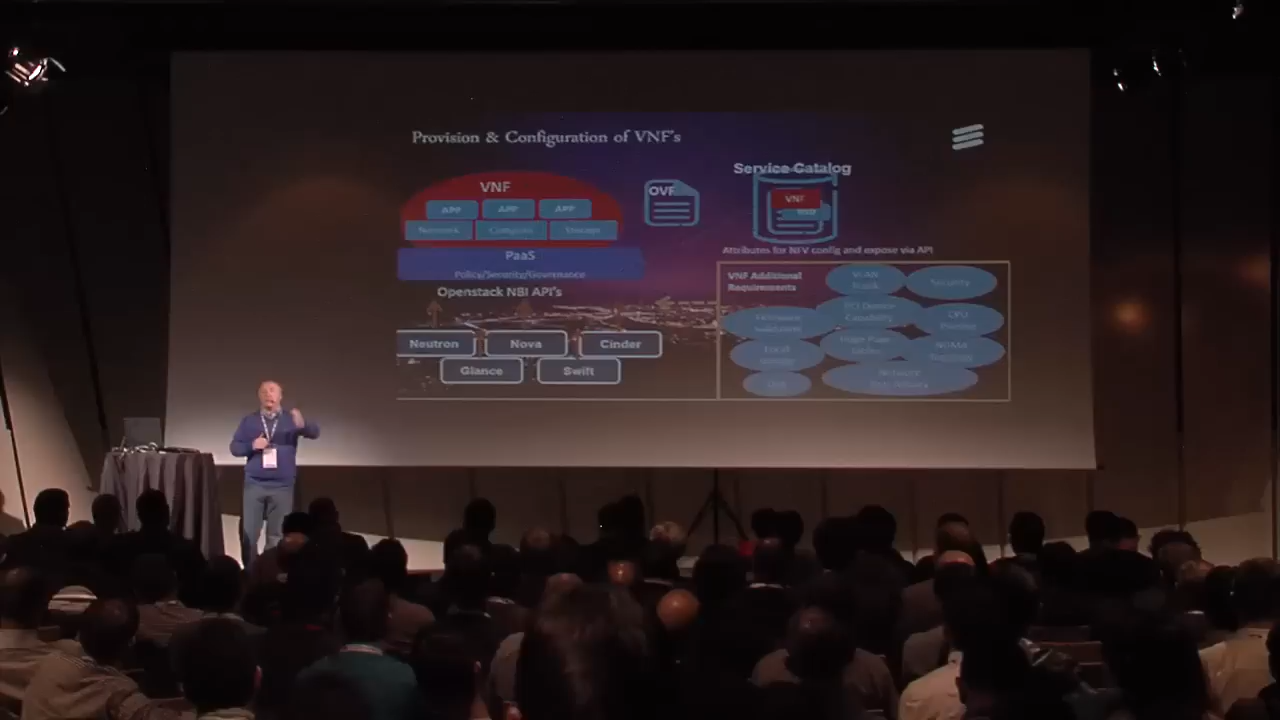 Provision & Configuration of VNF's
Service Catalog
VNF
OVF
VNF
APP APP APP
Network Compute Storage
Attributes for NFV config and expose via API
PaaS
Policy/Security/Governance
VNF Additional
Requirements
VLAN
Security
Openstack NBI API's
CPU
Neutron Nova Cinder
NUMA
Glance Swift